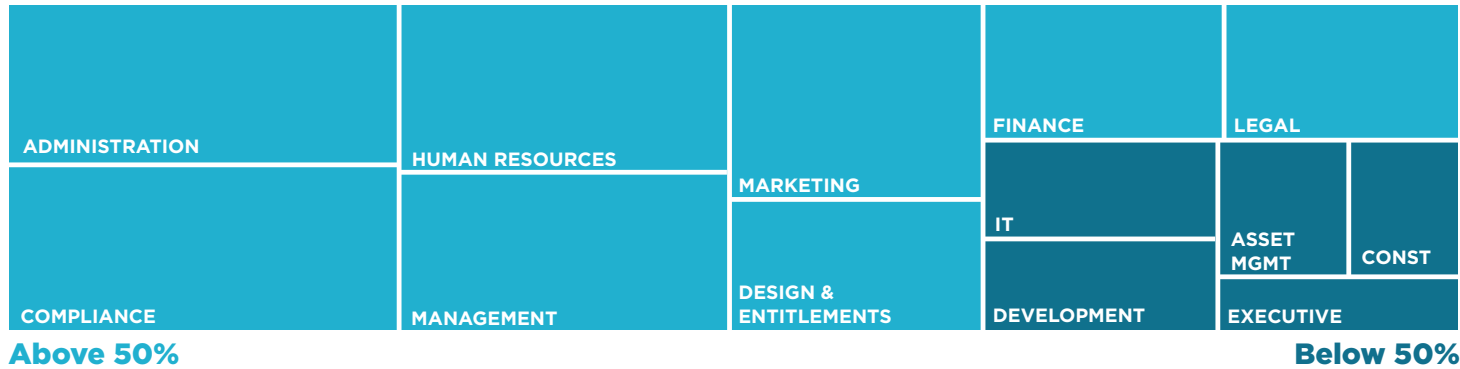 ADMINISTRATION
COMPLIANCE
HUMAN RESOURCES
MANAGEMENT
MARKETING
DESIGN &
ENTITLEMENTS
FINANCE
LEGAL
IT
DEVELOPMENT
ASSET
MGMT
CONST
EXECUTIVE
Above 50%
Below 50%